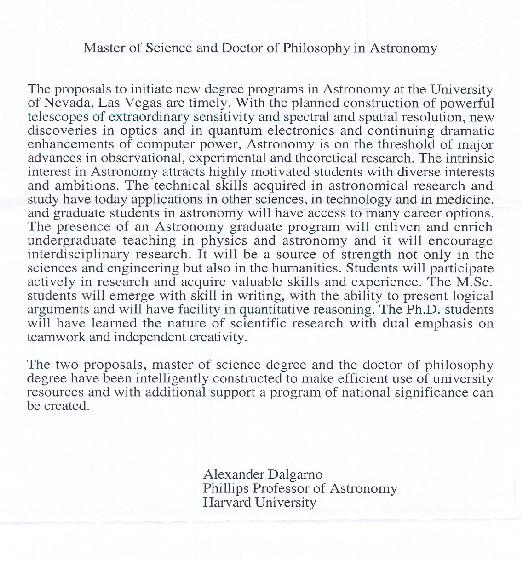 Master of Science and Doctor of Philosophy in Astronomy
The proposals to initiate new degree programs in Astronomy at the University
of Nevada, Las Vegas are timely. With the planned construction of powerful
telescopes of extraordinary sensitivity and spectral and spatial resolution, new
discoveries in optics and in quantum electronics and continuing dramatic
enhancements of computer power, Astronomy is on the threshold of major
advances in observational, experimental and theoretical research. The intrinsic
interest in Astronomy attracts highly motivated students with diverse interests
and ambitions. The technical skills acquired in astronomical research and
study have today applications in other sciences, in technology and in medicine,
and graduate students in astronomy will have access to many career options.
The presence of an Astronomy graduate program will enliven and enrich
undergraduate teaching in physics and astronomy and it will encourage
interdisciplinary research. It will be a source of strength not only in the
sciences and engineering but also in the humanities. Students will participate
actively in research and acquire valuable skills and experience. The M.Sc.
students will emerge with skill in writing, with the ability to present logical
arguments and will have facility in quantitative reasoning. The Ph.D. students
will have learned the nature of scientific research with dual emphasis on
teamwork and independent creativity.
The two proposals, master of science degree and the doctor of philosophy
degree have been intelligently constructed to make efficient use of university
resources and with additional support a program of national significance can
be created.
Alexander Dalgarno
Phillips Professor of Astronomy
Harvard University